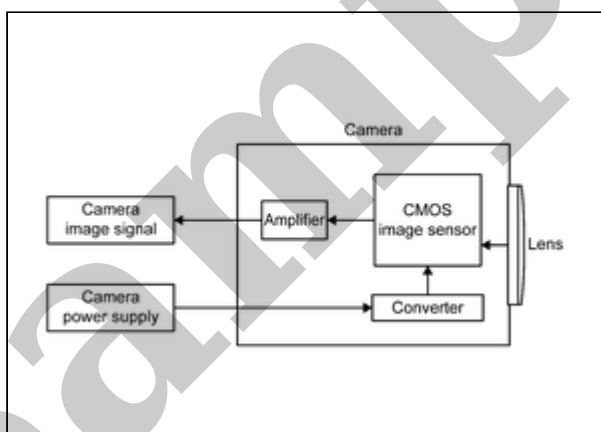 Camera
Camera
image signal
Amplifier
CMOS
image sensor
Lens
Camera
power supply
Converter